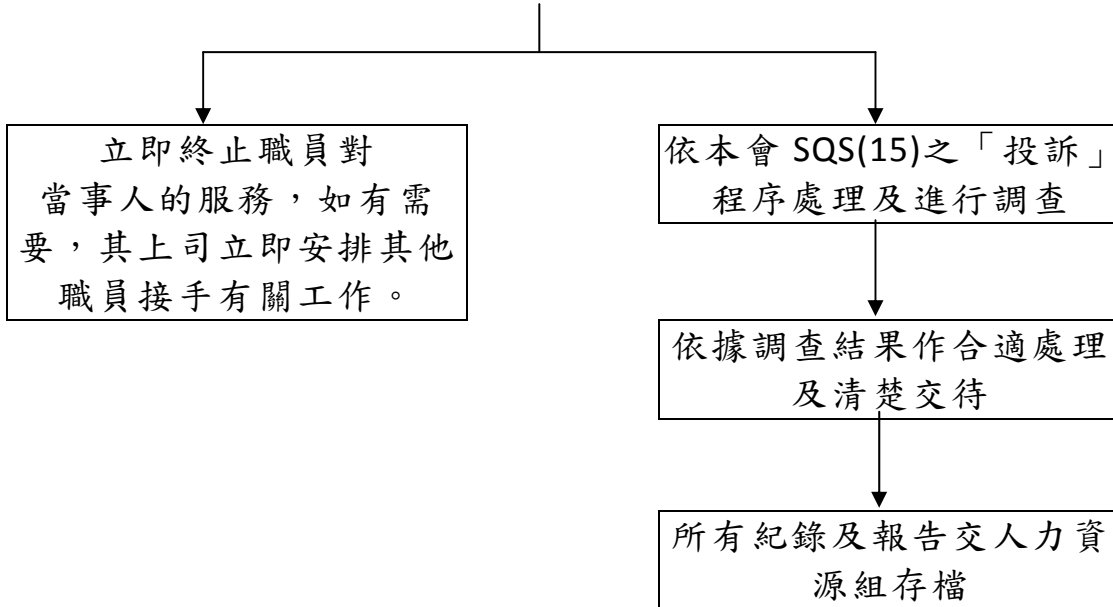 立即終止職員對
當事人的服務，如有需
要，其上司立即安排其他
職員接手有關工作。
依本會 SQS(15)之「投訴」
程序處理及進行調查
依據調查結果作合適處理
及清楚交待
所有紀錄及報告交人力資
源組存檔